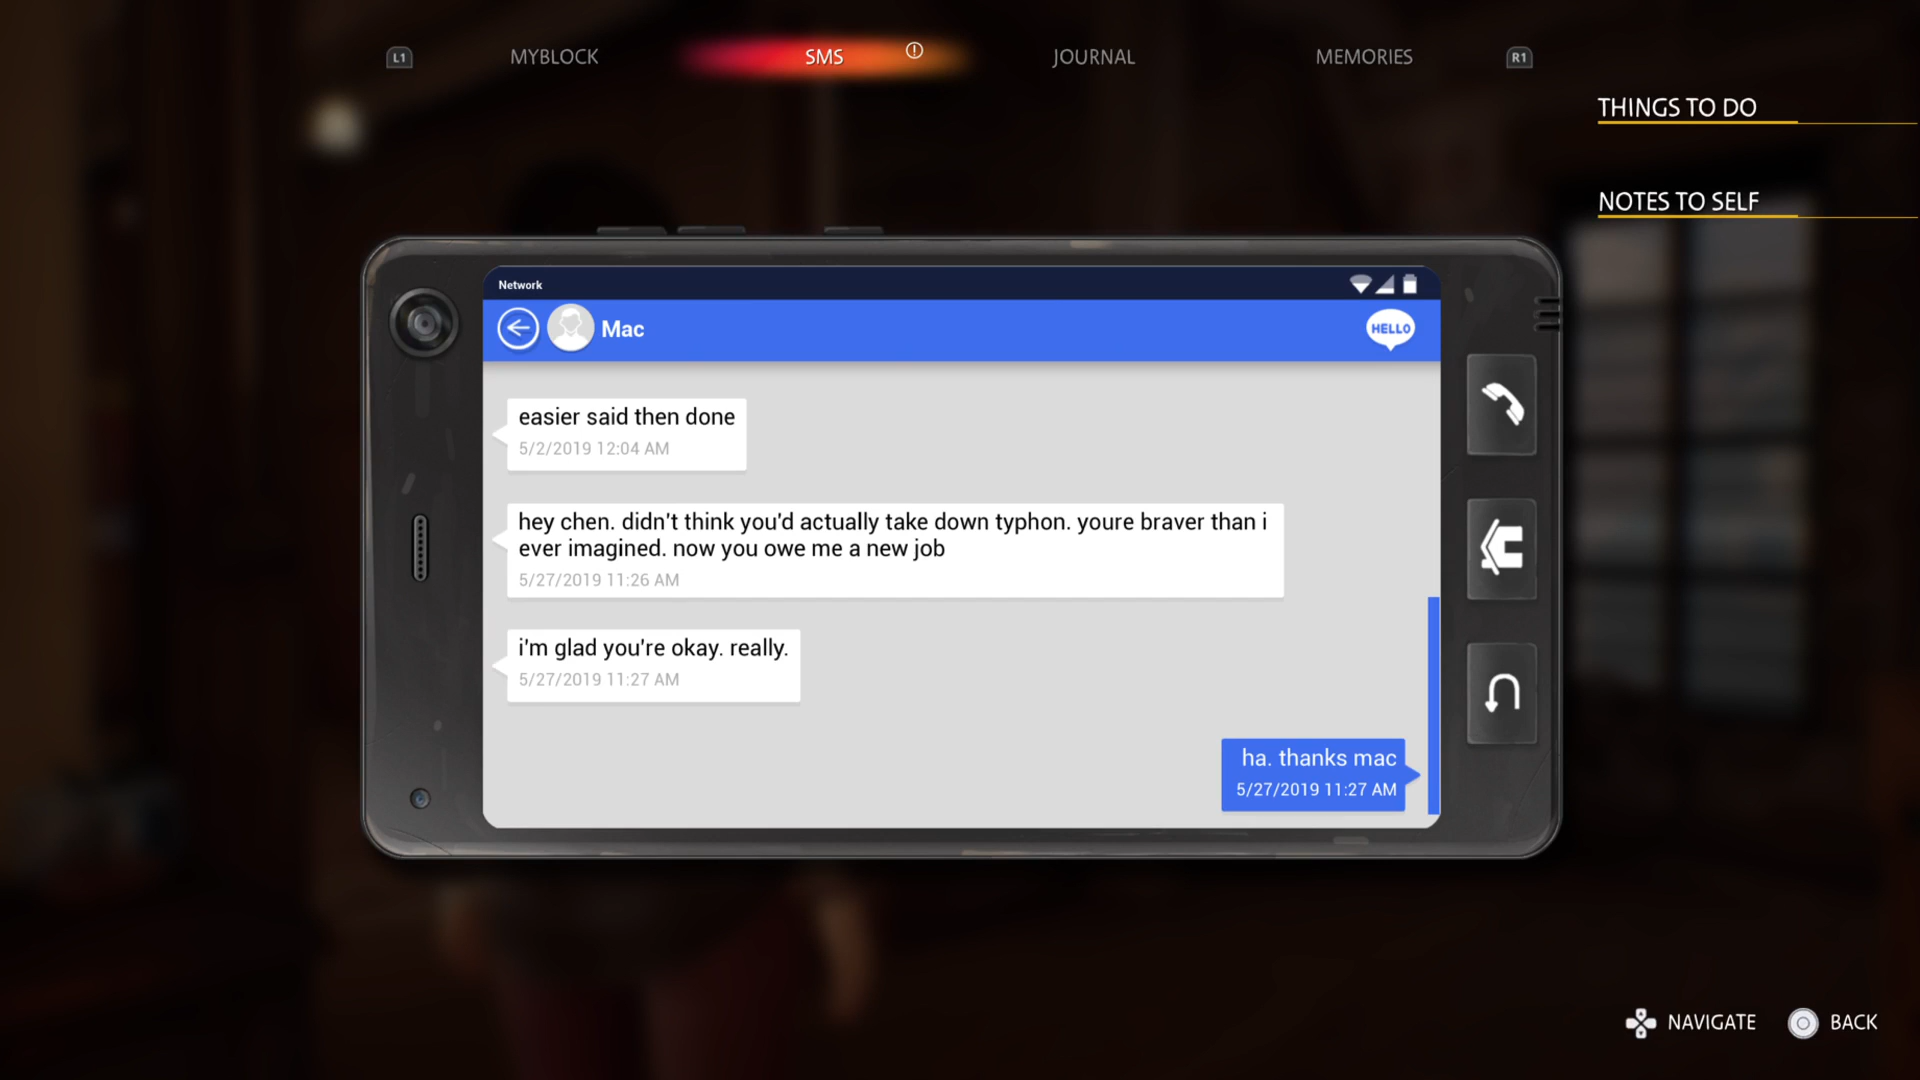 L1
MYBLOCK
SMS
JOURNAL
MEMORIES
R1
THINGS TO DO
NOTES TO SELF
Network
Mac
HELLO
easier said then done
5/2/2019 12:04 AM
hey chen. didn't think you'd actually take down typhon. youre braver than i
ever imagined. now you owe me a new job
5/27/2019 11:26 AM
i'm glad you're okay. really.
5/27/2019 11:27 AM
ha. thanks mac
5/27/2019 11:27 AM
NAVIGATE
BACK